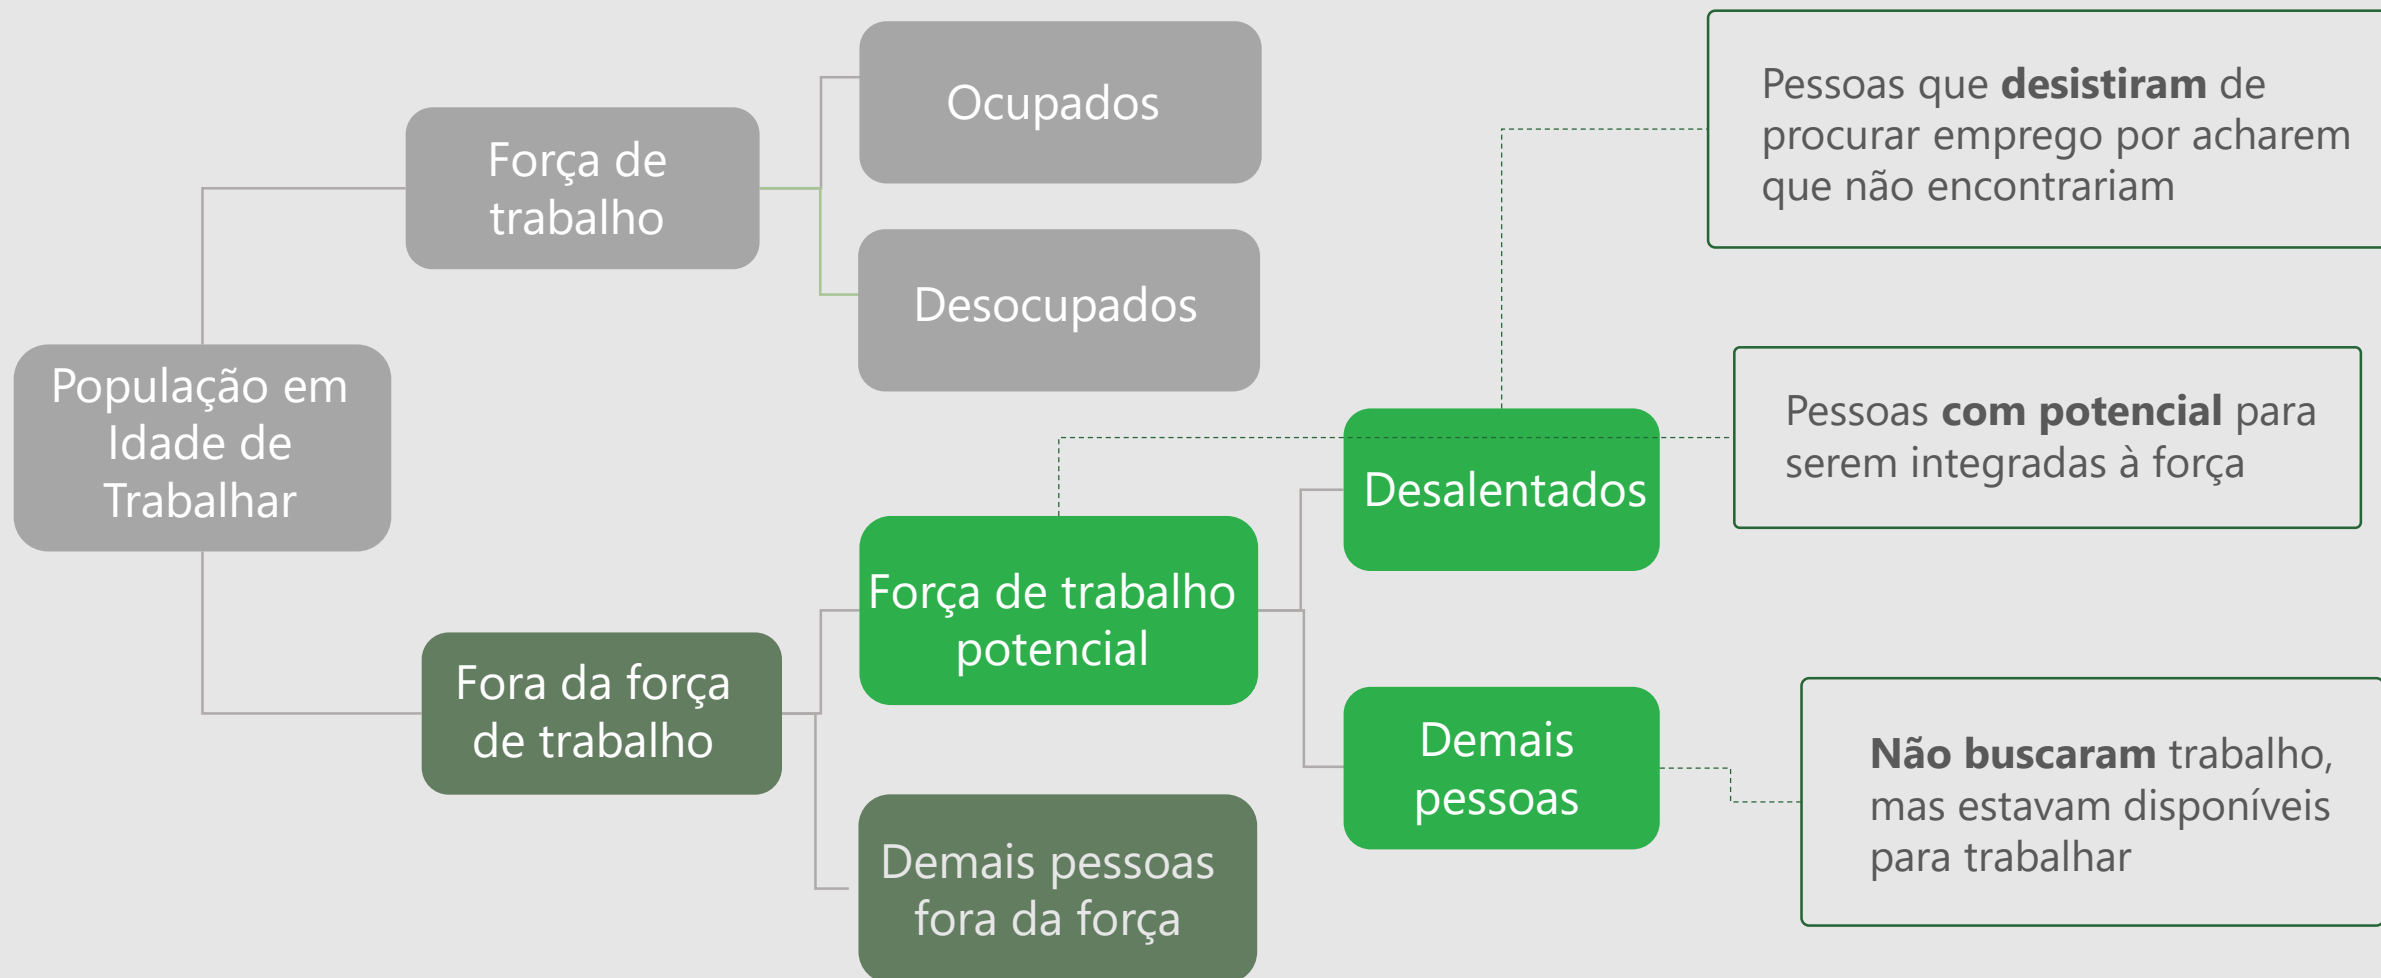 Ocupados
Pessoas que desistiram de
procurar emprego por acharem
que não encontrariam
Força de
trabalho
Desocupados
População em
Idade de
Trabalhar
Pessoas com potencial para
serem integradas à força
Desalentados
Força de trabalho
potencial
Fora da força
de trabalho
Demais
pessoas
Não buscaram trabalho,
mas estavam disponíveis
para trabalhar
Demais pessoas
fora da força